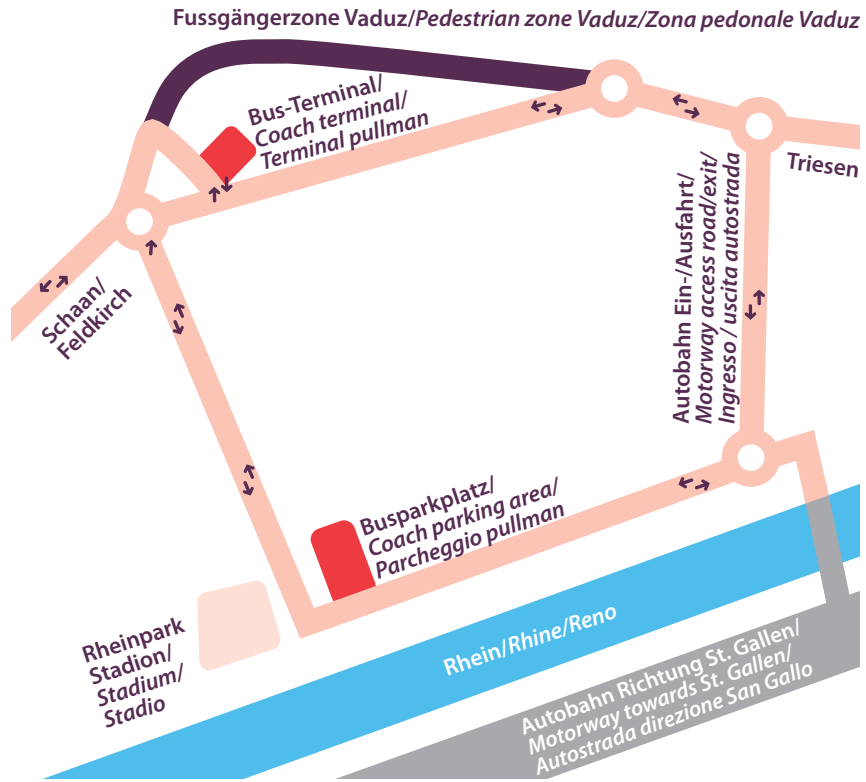 Fussgängerzone Vaduz/Pedestrian zone Vaduz/Zona pedonale Vaduz
Bus-Terminal/
Coach terminal/
Terminal pullman
Triesen
Schaan/
Feldkirch
Autobahn Ein-/Ausfahrt/
Motorway access road/exit/
Ingresso / uscita autostrada
Busparkplatz/
Coach parking area/
Parcheggio pullman
Rheinpark
Stadion/
Stadium/
Stadio
Rhein/Rhine/Reno
Autobahn Richtung St. Gallen/
Motorway towards St. Gallen/
Autostrada direzione San Gallo